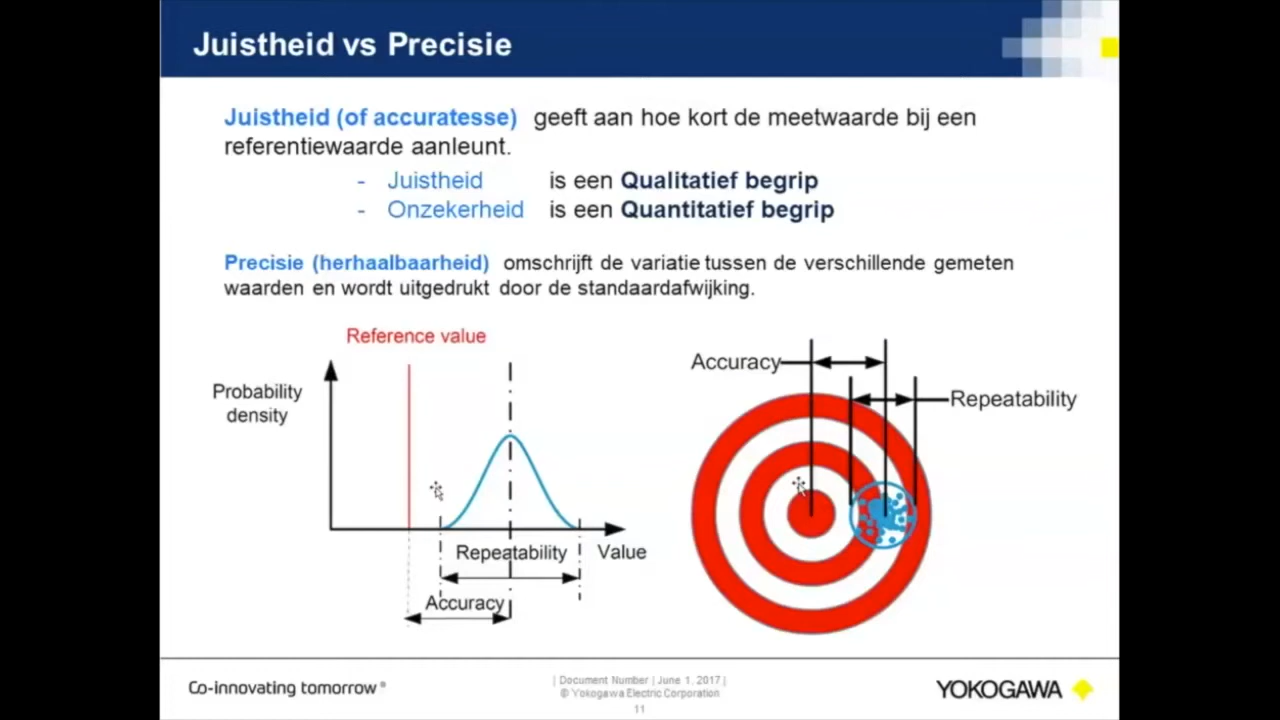 Juistheid vs Precisie
Juistheid (of accuratesse) geeft aan hoe kort de meetwaarde bij een
referentiewaarde aanleunt.
- Juistheid is een Qualitatief begrip
- Onzekerheid is een Quantitatief begrip
Precisie (herhaalbaarheid) omschrijft de variatie tussen de verschillende gemeten
waarden en wordt uitgedrukt door de standaardafwijking.
Reference value
Probability
density
Repeatability
Value
Accuracy
Accuracy
Repeatability
Co-innovating tomorrow®
| Document Number | June 1, 2017 |
© Yokogawa Electric Corporation
11
YOKOGAWA